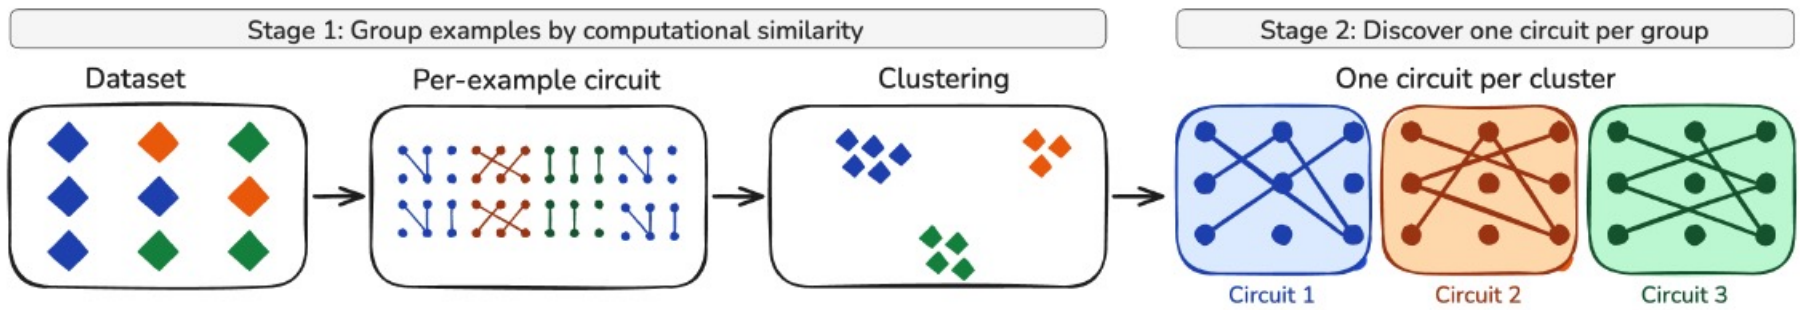 Stage 1: Group examples by computational similarity
Stage 2: Discover one circuit per group
Dataset
Per-example circuit
Clustering
One circuit per cluster
Circuit 1
Circuit 2
Circuit 3